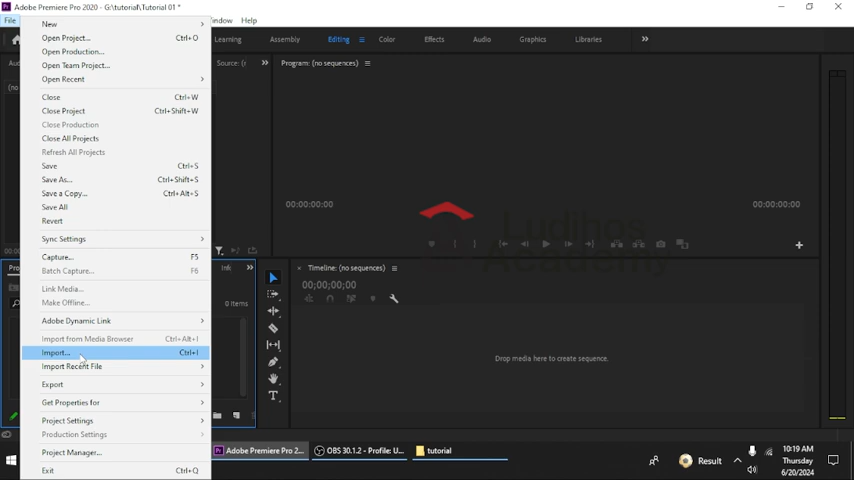 Adobe Premiere Pro 2020 - G:\tutorial\Tutorial 01 *
File Window Help
Learning Assembly Editing Color Effects Audio Graphics Libraries
New
Open Project... Ctrl+O
Open Production...
Open Team Project...
Open Recent
Close Ctrl+W
Close Project Ctrl+Shift+W
Close Production
Close All Projects
Refresh All Projects
Save Ctrl+S
Save As... Ctrl+Shift+S
Save a Copy... Ctrl+Alt+S
Save All
Revert
Sync Settings
Capture... F5
Batch Capture... F6
Link Media...
Make Offline...
Adobe Dynamic Link
Import from Media Browser Ctrl+Alt+I
Import... Ctrl+I
Import Recent File
Export
Get Properties for
Project Settings
Production Settings
Project Manager...
Exit Ctrl+Q
Source: (
Program: (no sequences)
00:00:00:00 00:00:00:00
Ludihos
Academy
Timeline: (no sequences)
00;00;00;00
0 Items
Drop media here to create sequence.
Adobe Premiere Pro 2... OBS 30.1.2 - Profile: U... tutorial
Result
10:19 AM
Thursday
6/20/2024